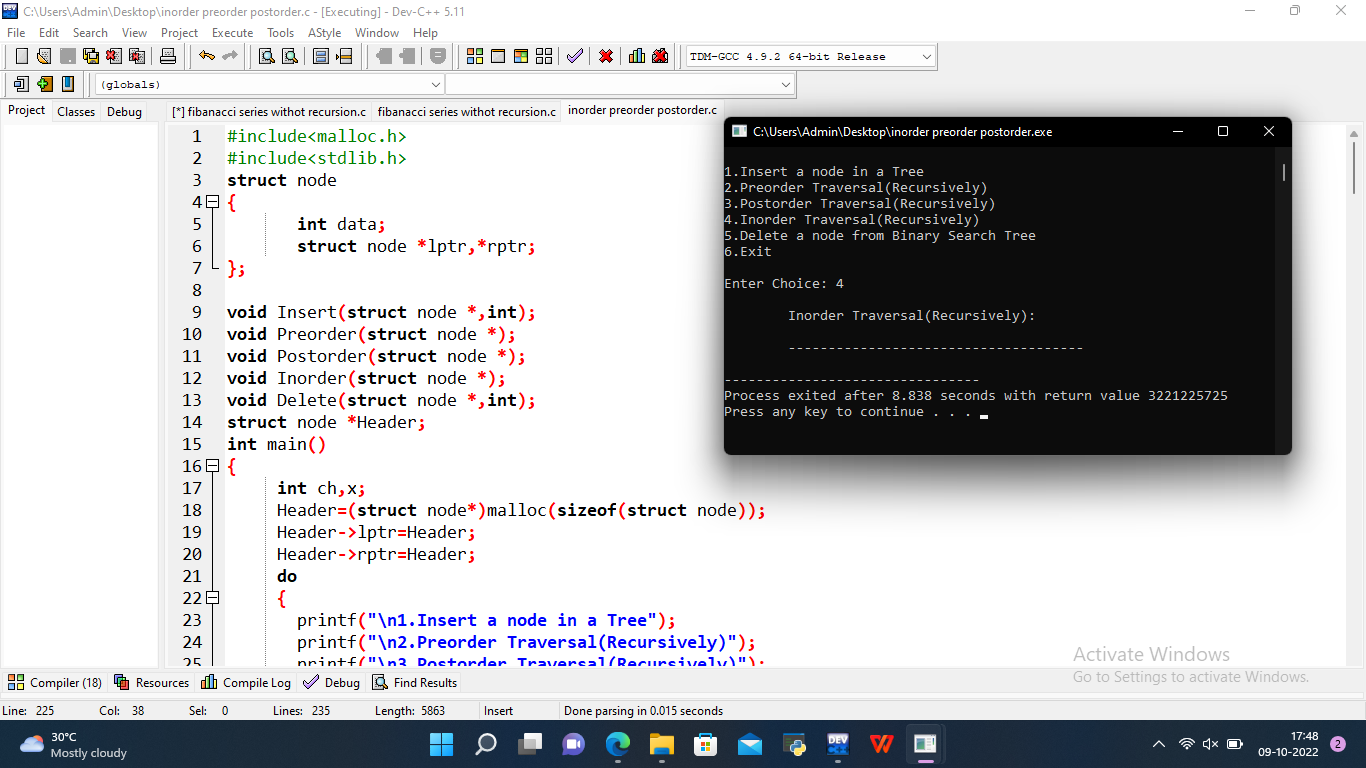 C:\Users\Admin\Desktop\inorder preorder postorder.c - [Executing] - Dev-C++ 5.11
File Edit Search View Project Execute Tools AStyle Window Help
TDM-GCC 4.9.2 64-bit Release
(globals)
Project Classes Debug
[*] fibanacci series withot recursion.c fibanacci series withot recursion.c inorder preorder postorder.c
1 #include<malloc.h>
2 #include<stdlib.h>
3 struct node
4 {
5 int data;
6 struct node *lptr,*rptr;
7 };
8
9 void Insert(struct node *,int);
10 void Preorder(struct node *);
11 void Postorder(struct node *);
12 void Inorder(struct node *);
13 void Delete(struct node *,int);
14 struct node *Header;
15 int main()
16 {
17 int ch,x;
18 Header=(struct node*)malloc(sizeof(struct node));
19 Header->lptr=Header;
20 Header->rptr=Header;
21 do
22 {
23 printf("\n1.Insert a node in a Tree");
24 printf("\n2.Preorder Traversal(Recursively)");
25 printf("\n3.Postorder Traversal(Recursively)");
C:\Users\Admin\Desktop\inorder preorder postorder.exe
1.Insert a node in a Tree
2.Preorder Traversal(Recursively)
3.Postorder Traversal(Recursively)
4.Inorder Traversal(Recursively)
5.Delete a node from Binary Search Tree
6.Exit
Enter Choice: 4
Inorder Traversal(Recursively):
-------------------------------------
--------------------------------
Process exited after 8.838 seconds with return value 3221225725
Press any key to continue . . .
Activate Windows
Go to Settings to activate Windows.
Compiler (18) Resources Compile Log Debug Find Results
Line: 225 Col: 38 Sel: 0 Lines: 235 Length: 5863 Insert Done parsing in 0.015 seconds
30°C
Mostly cloudy
DEV
17:48
09-10-2022
2